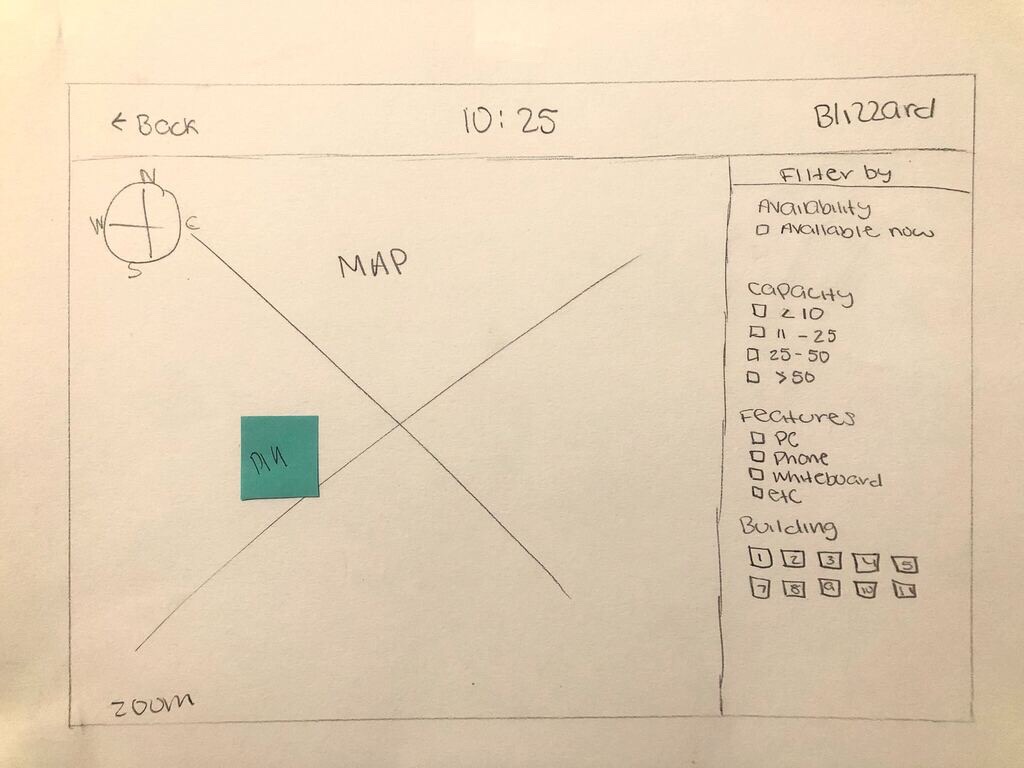 ← Back
10:25
Blizzard
N
W
E
S
MAP
PIN
ZOOM
Filter by
Availability
Available now
Capacity
≤10
11-25
25-50
>50
Features
PC
Phone
Whiteboard
etc
Building
1 2 3 4 5
7 8 9 10 11